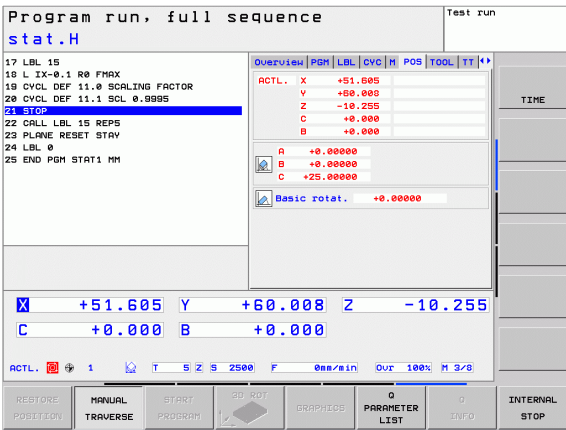 Program run, full sequence
Test run
stat.H
17 LBL 15
18 L IX-0.1 R0 FMAX
19 CYCL DEF 11.0 SCALING FACTOR
20 CYCL DEF 11.1 SCL 0.9995
21 STOP
22 CALL LBL 15 REP5
23 PLANE RESET STAY
24 LBL 0
25 END PGM STAT1 MM
Overview PGM LBL CYC M POS TOOL TT
ACTL. X +51.605
Y +60.008
Z -10.255
C +0.000
B +0.000
A +0.00000
B +0.00000
C +25.00000
Basic rotat. +0.00000
TIME
X +51.605 Y +60.008 Z -10.255
C +0.000 B +0.000
ACTL. 1 T 5 Z S 2500 F 0mm/min Ovr 100% M 3/8
RESTORE POSITION
MANUAL TRAVERSE
START PROGRAM
3D ROT
GRAPHICS
Q PARAMETER LIST
Q INFO
INTERNAL STOP